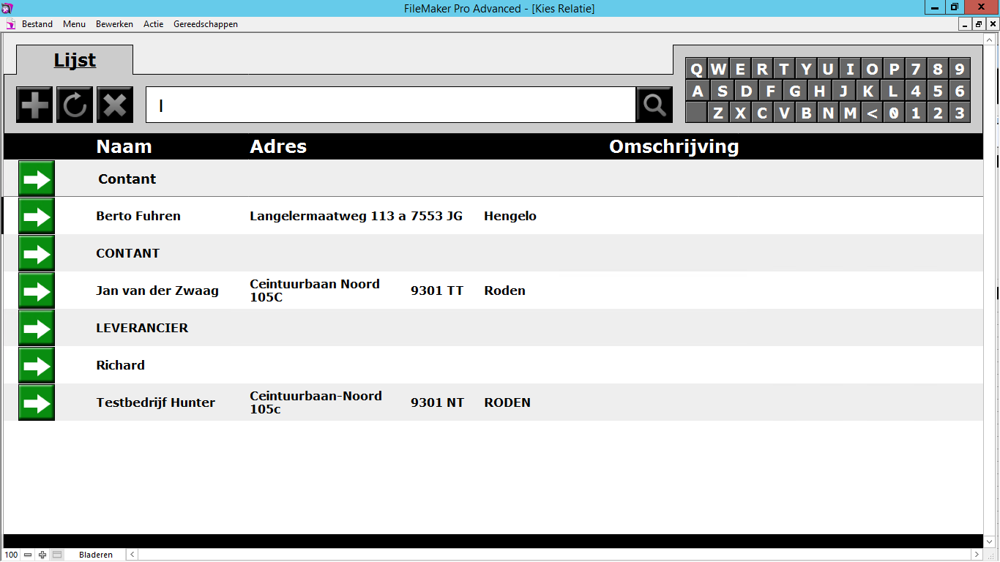 FileMaker Pro Advanced - [Kies Relatie]
Bestand Menu Bewerken Actie Gereedschappen
Lijst
Q W E R T Y U I O P 7 8 9
A S D F G H J K L 4 5 6
Z X C V B N M < 0 1 2 3
Naam Adres Omschrijving
Contant
Berto Fuhren Langelermaatweg 113 a 7553 JG Hengelo
CONTANT
Jan van der Zwaag Ceintuurbaan Noord 105C 9301 TT Roden
LEVERANCIER
Richard
Testbedrijf Hunter Ceintuurbaan-Noord 105c 9301 NT RODEN
100 Bladeren